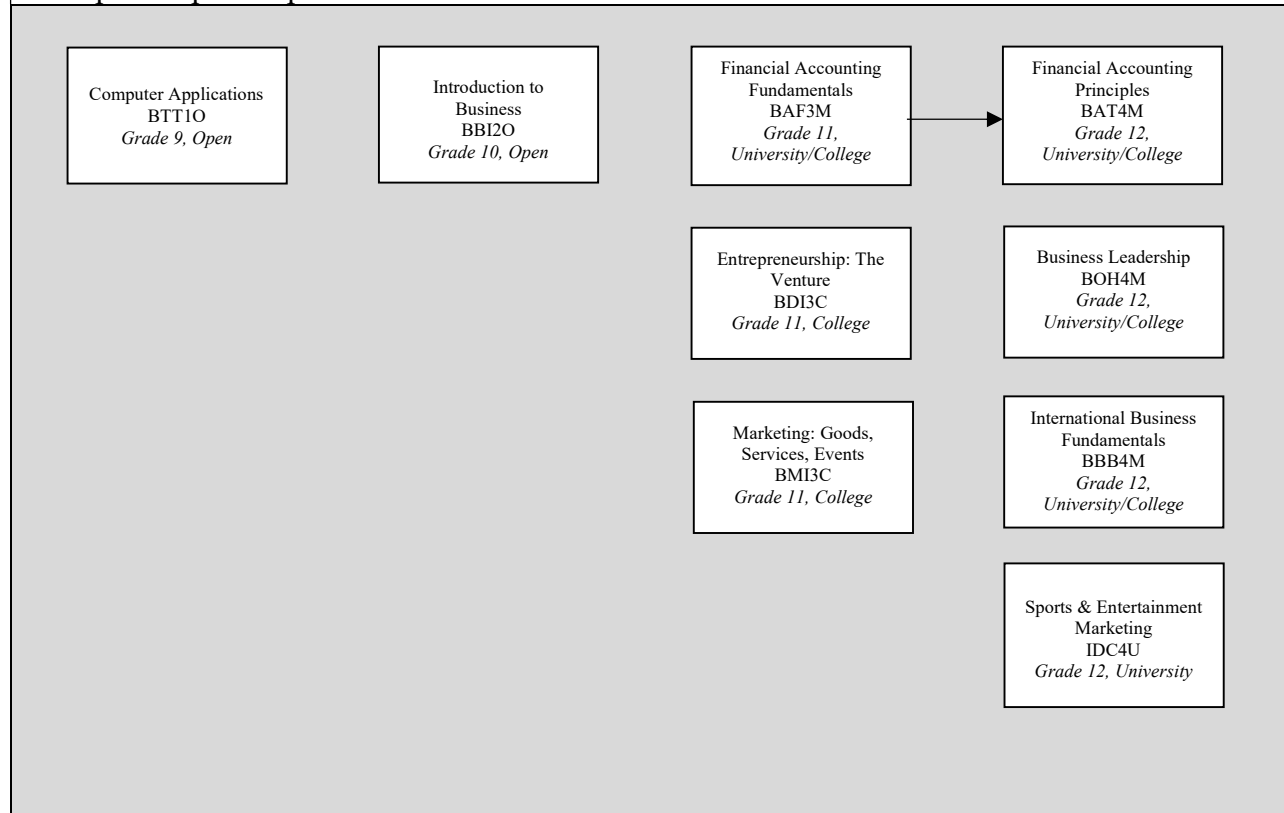 Computer Applications
BTT1O
Grade 9, Open
Introduction to
Business
BBI2O
Grade 10, Open
Financial Accounting
Fundamentals
BAF3M
Grade 11,
University/College
Financial Accounting
Principles
BAT4M
Grade 12,
University/College
Entrepreneurship: The
Venture
BDI3C
Grade 11, College
Business Leadership
BOH4M
Grade 12,
University/College
Marketing: Goods,
Services, Events
BMI3C
Grade 11, College
International Business
Fundamentals
BBB4M
Grade 12,
University/College
Sports & Entertainment
Marketing
IDC4U
Grade 12, University